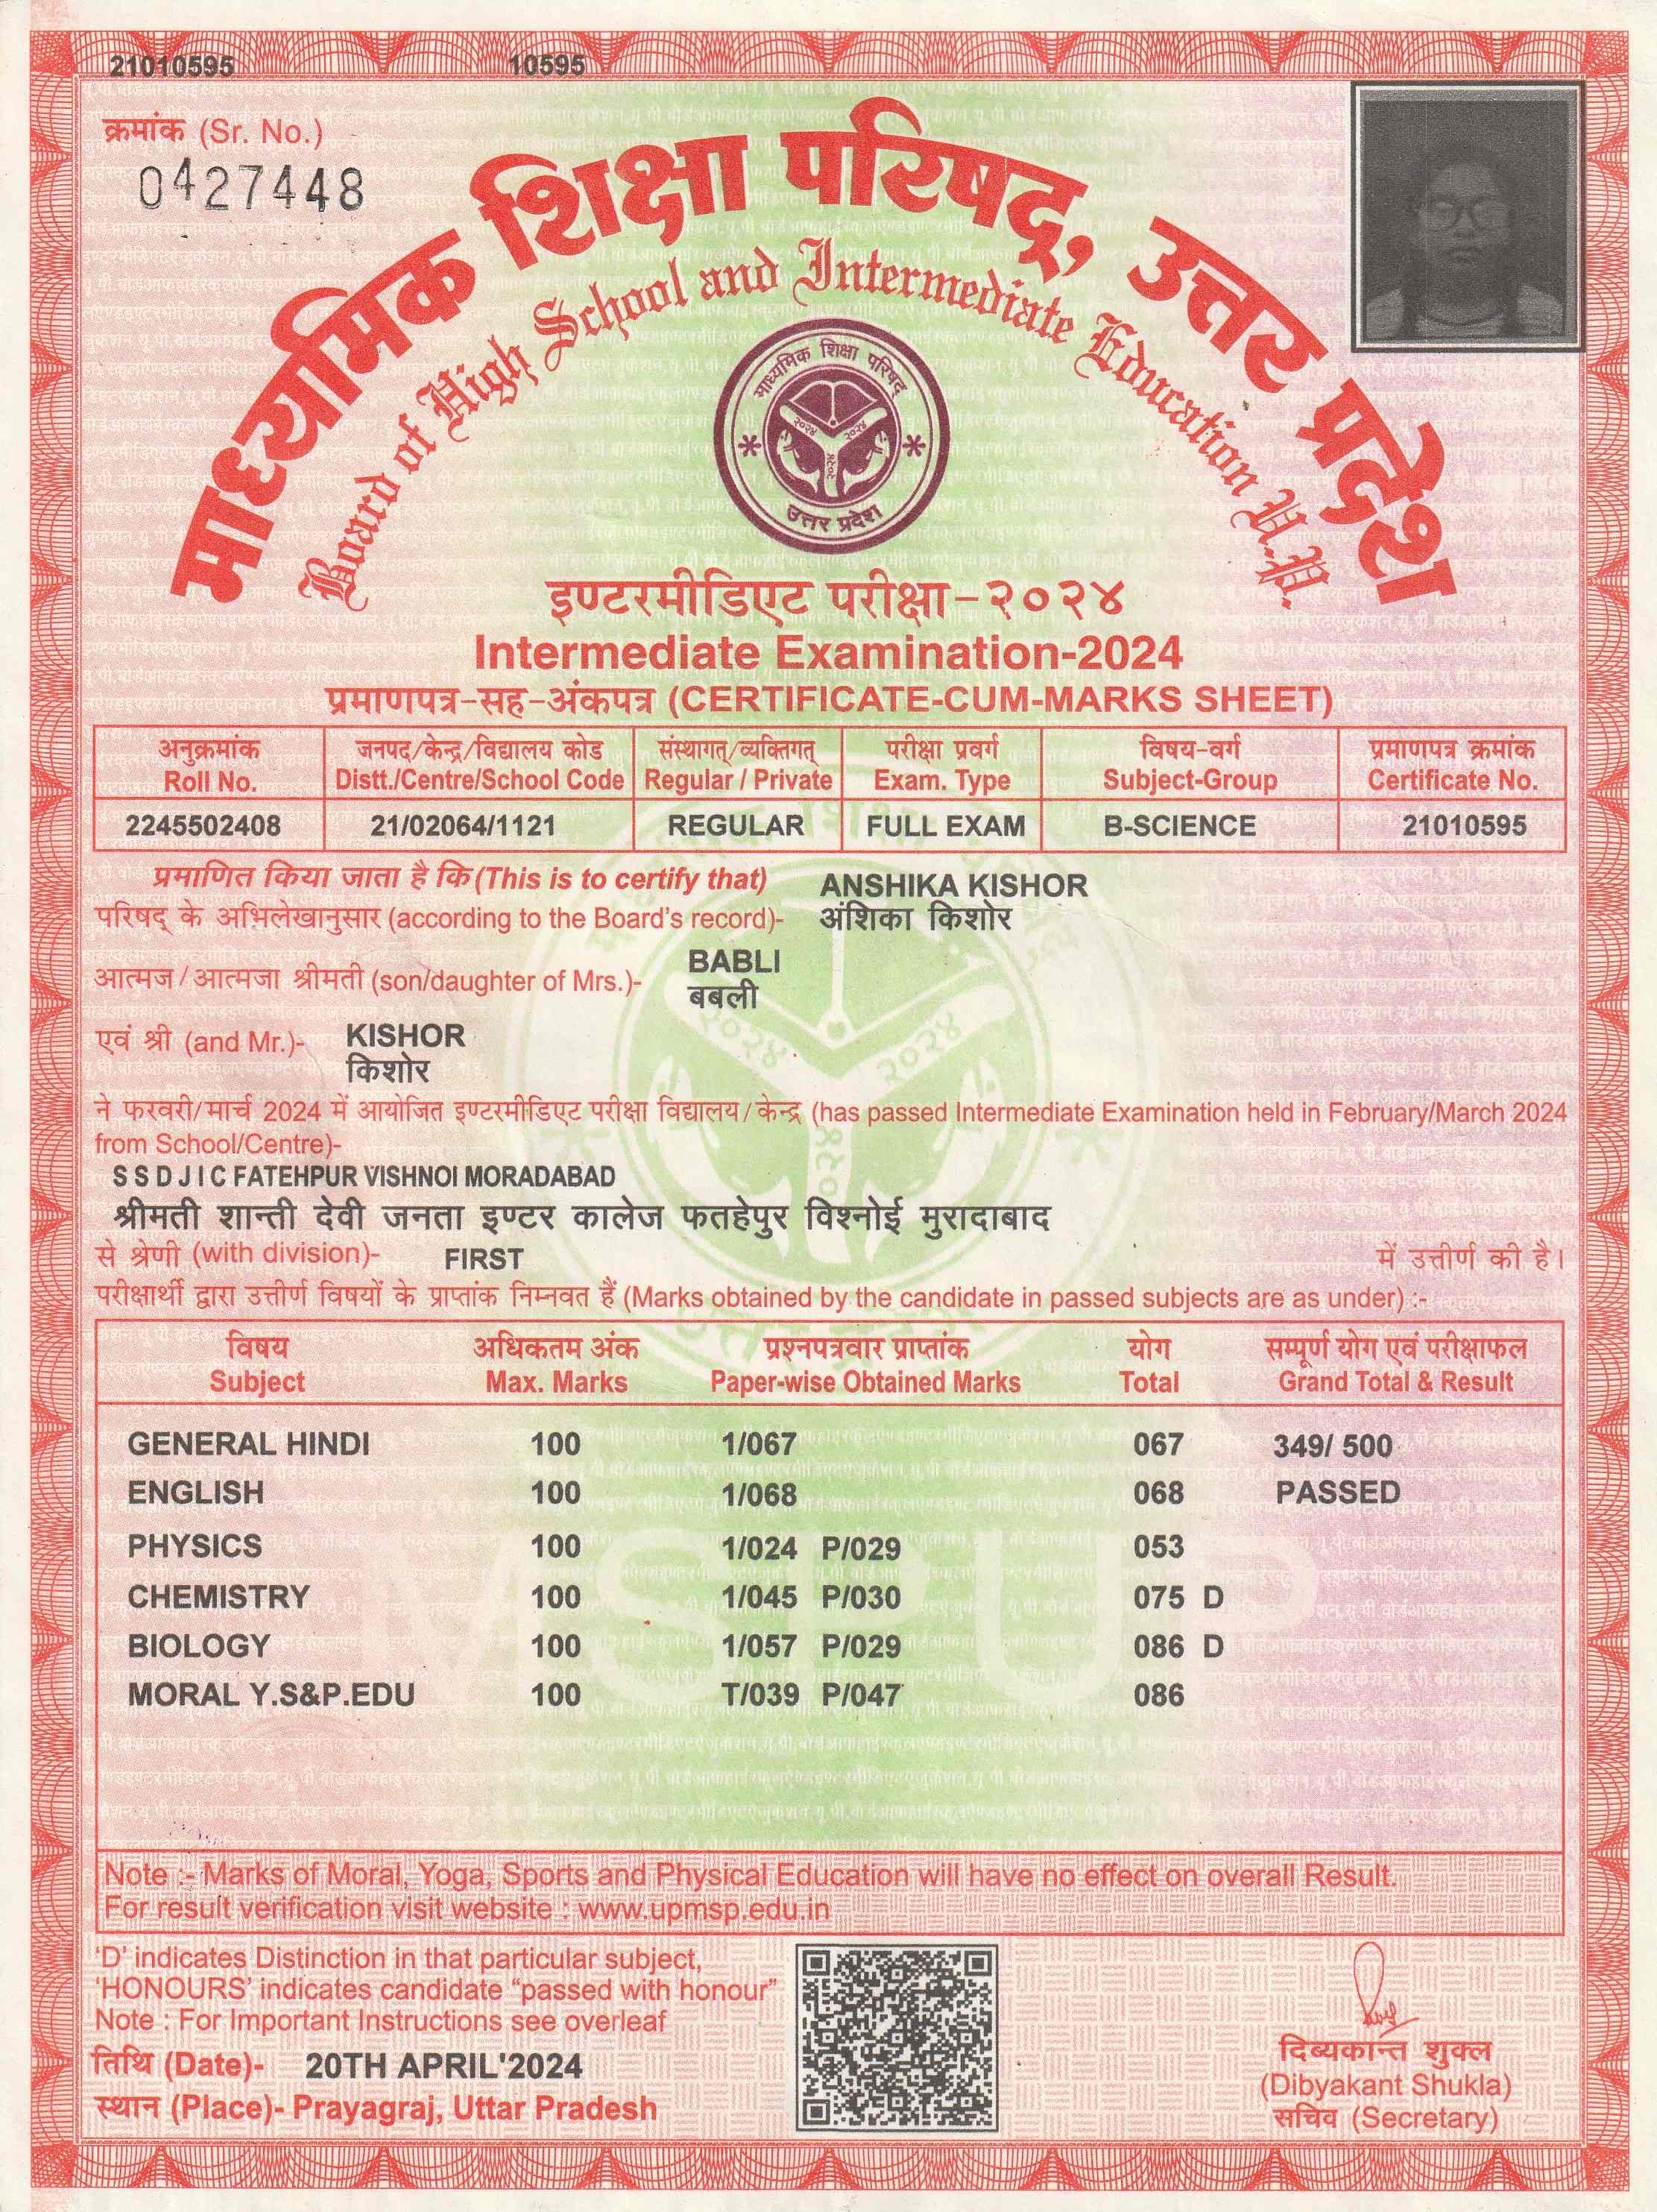 21010595 10595
क्रमांक (Sr. No.)
0427448
माध्यमिक शिक्षा परिषद्, उत्तर प्रदेश
Board of High School and Intermediate Education U.P.
माध्यमिक शिक्षा परिषद
२०२४ २०२४
२०२४
उत्तर प्रदेश
इण्टरमीडिएट परीक्षा-२०२४
Intermediate Examination-2024
प्रमाणपत्र-सह-अंकपत्र (CERTIFICATE-CUM-MARKS SHEET)
अनुक्रमांक जनपद/केन्द्र/विद्यालय कोड संस्थागत्/व्यक्तिगत् परीक्षा प्रवर्ग विषय-वर्ग प्रमाणपत्र क्रमांक
Roll No. Distt./Centre/School Code Regular / Private Exam. Type Subject-Group Certificate No.
2245502408 21/02064/1121 REGULAR FULL EXAM B-SCIENCE 21010595
प्रमाणित किया जाता है कि (This is to certify that) ANSHIKA KISHOR
परिषद् के अभिलेखानुसार (according to the Board's record)- अंशिका किशोर
BABLI
आत्मज/आत्मजा श्रीमती (son/daughter of Mrs.)- बबली
एवं श्री (and Mr.)- KISHOR
किशोर
ने फरवरी/मार्च 2024 में आयोजित इण्टरमीडिएट परीक्षा विद्यालय/केन्द्र (has passed Intermediate Examination held in February/March 2024
from School/Centre)-
S S D J I C FATEHPUR VISHNOI MORADABAD
श्रीमती शान्ती देवी जनता इण्टर कालेज फतहेपुर विश्नोई मुरादाबाद
से श्रेणी (with division)- FIRST में उत्तीर्ण की है।
परीक्षार्थी द्वारा उत्तीर्ण विषयों के प्राप्तांक निम्नवत हैं (Marks obtained by the candidate in passed subjects are as under) :-
विषय अधिकतम अंक प्रश्नपत्रवार प्राप्तांक योग सम्पूर्ण योग एवं परीक्षाफल
Subject Max. Marks Paper-wise Obtained Marks Total Grand Total & Result
GENERAL HINDI 100 1/067 067 349/ 500
ENGLISH 100 1/068 068 PASSED
PHYSICS 100 1/024 P/029 053
CHEMISTRY 100 1/045 P/030 075 D
BIOLOGY 100 1/057 P/029 086 D
MORAL Y.S&P.EDU 100 T/039 P/047 086
Note :- Marks of Moral, Yoga, Sports and Physical Education will have no effect on overall Result.
For result verification visit website : www.upmsp.edu.in
'D' indicates Distinction in that particular subject,
'HONOURS' indicates candidate "passed with honour"
Note : For Important Instructions see overleaf
तिथि (Date)- 20TH APRIL'2024
स्थान (Place)- Prayagraj, Uttar Pradesh
दिब्यकान्त शुक्ल
(Dibyakant Shukla)
सचिव (Secretary)